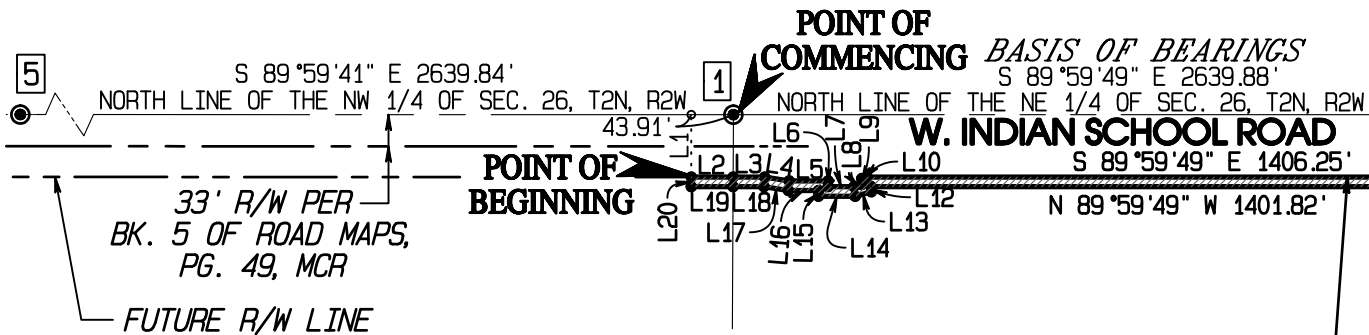 POINT OF
COMMENCING
BASIS OF BEARINGS
5
S 89°59'41" E 2639.84'
1
S 89°59'49" E 2639.88'
NORTH LINE OF THE NW 1/4 OF SEC. 26, T2N, R2W
NORTH LINE OF THE NE 1/4 OF SEC. 26, T2N, R2W
43.91'
L1
L6
L7
L8
L9
W. INDIAN SCHOOL ROAD
POINT OF
BEGINNING
L2
L3
L4
L5
L10
S 89°59'49" E 1406.25'
33' R/W PER
BK. 5 OF ROAD MAPS,
PG. 49, MCR
L20
L19
L18
L17
L16
L15
L14
L13
L12
N 89°59'49" W 1401.82'
FUTURE R/W LINE